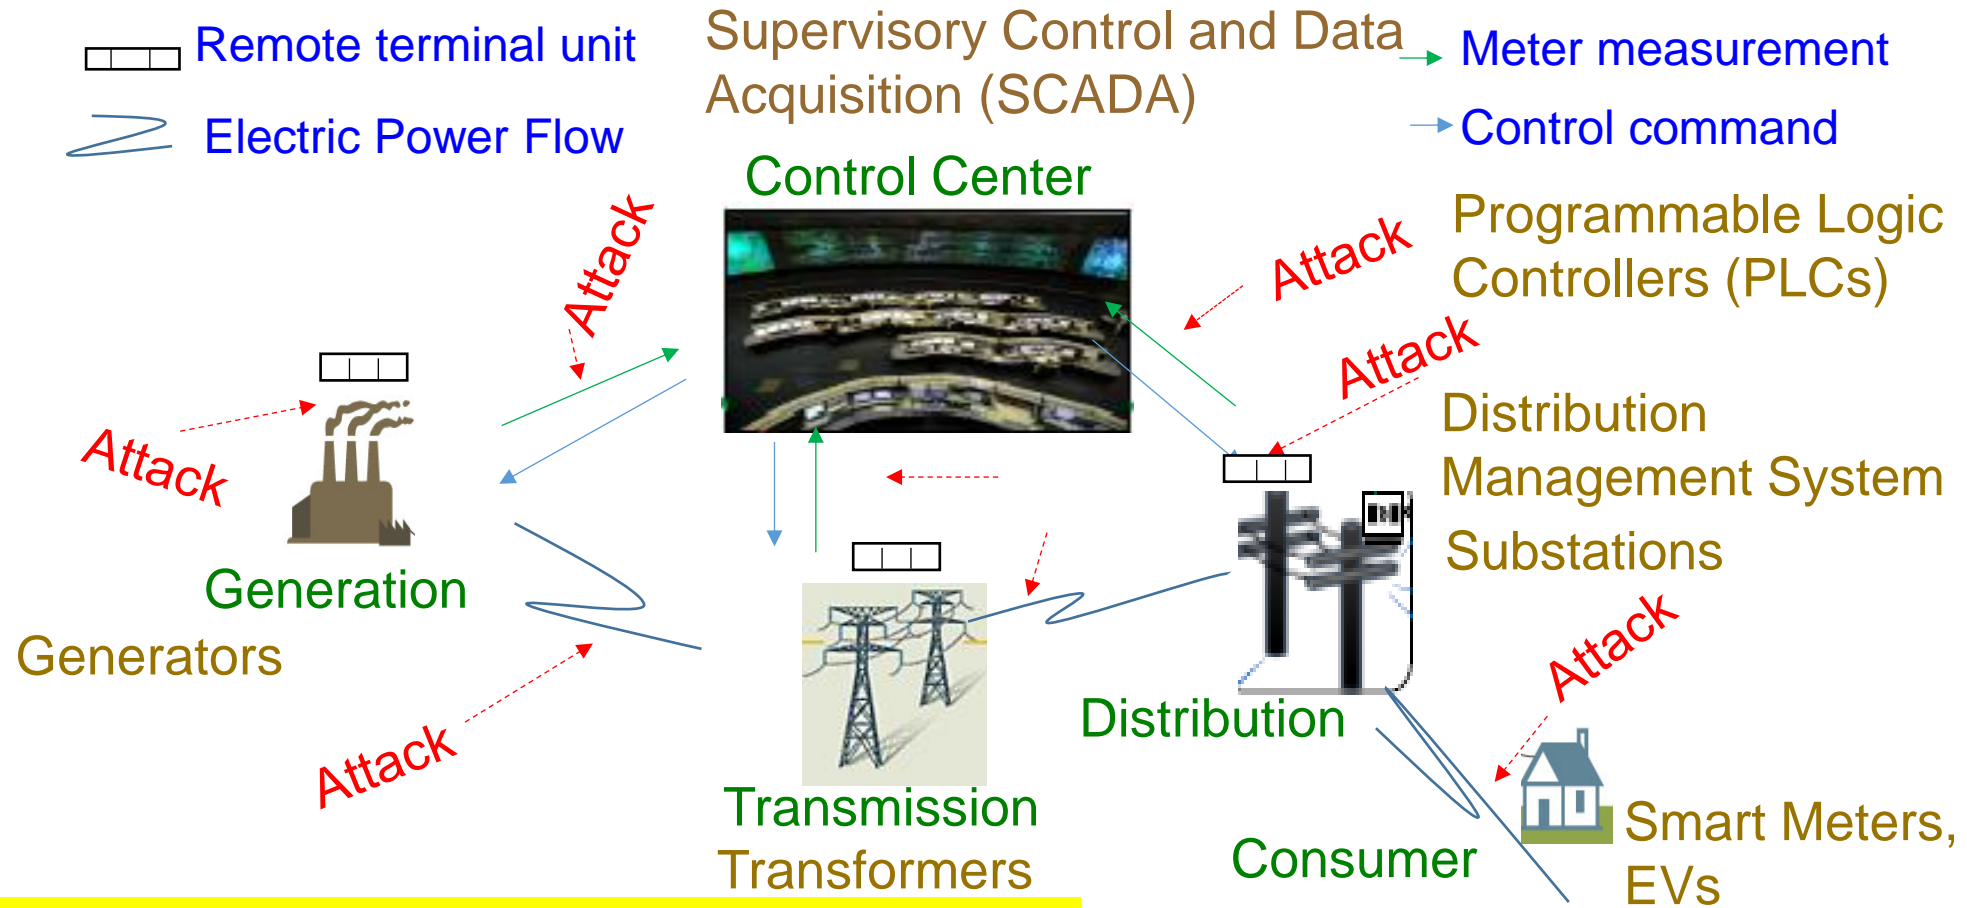 Remote terminal unit
Electric Power Flow
Supervisory Control and Data
Acquisition (SCADA)
Meter measurement
Control command
Control Center
Programmable Logic
Controllers (PLCs)
Attack
Attack
Attack
Attack
Distribution
Management System
Substations
Generation
Generators
Attack
Attack
Distribution
Transmission
Transformers
Consumer
Smart Meters,
EVs